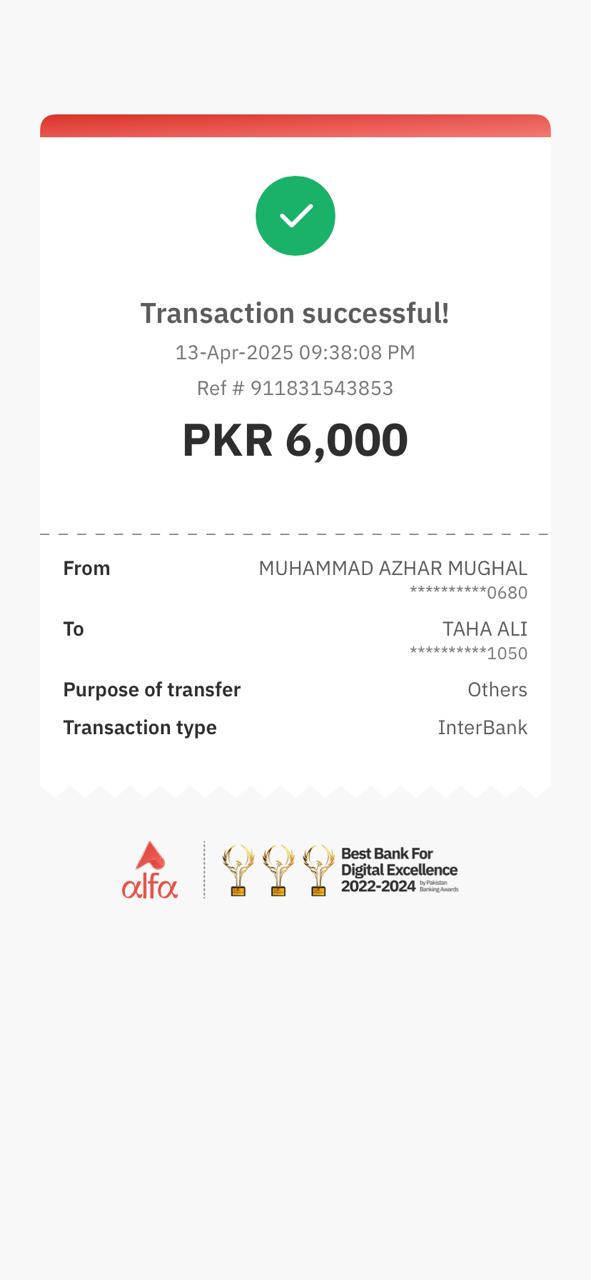 Transaction successful!
13-Apr-2025 09:38:08 PM
Ref # 911831543853
PKR 6,000
From MUHAMMAD AZHAR MUGHAL
**********0680
To TAHA ALI
**********1050
Purpose of transfer Others
Transaction type InterBank
alfa
Best Bank For
Digital Excellence
2022-2024 by Pakistan
Banking Awards